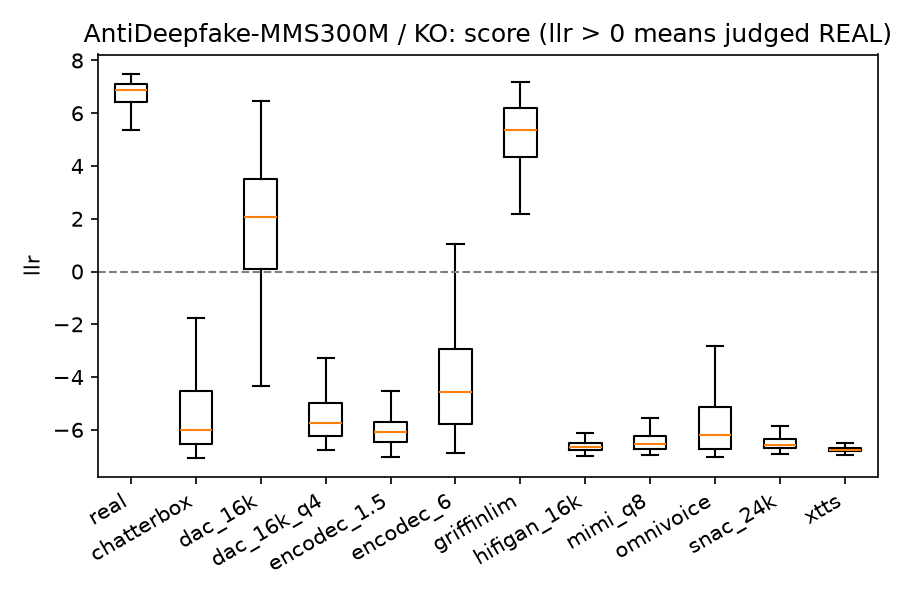 AntiDeepfake-MMS300M / KO: score (llr > 0 means judged REAL)
8
6
4
2
0
−2
−4
−6
llr
real
chatterbox
dac_16k
dac_16k_q4
encodec_1.5
encodec_6
griffinlim
hifigan_16k
mimi_q8
omnivoice
snac_24k
xtts